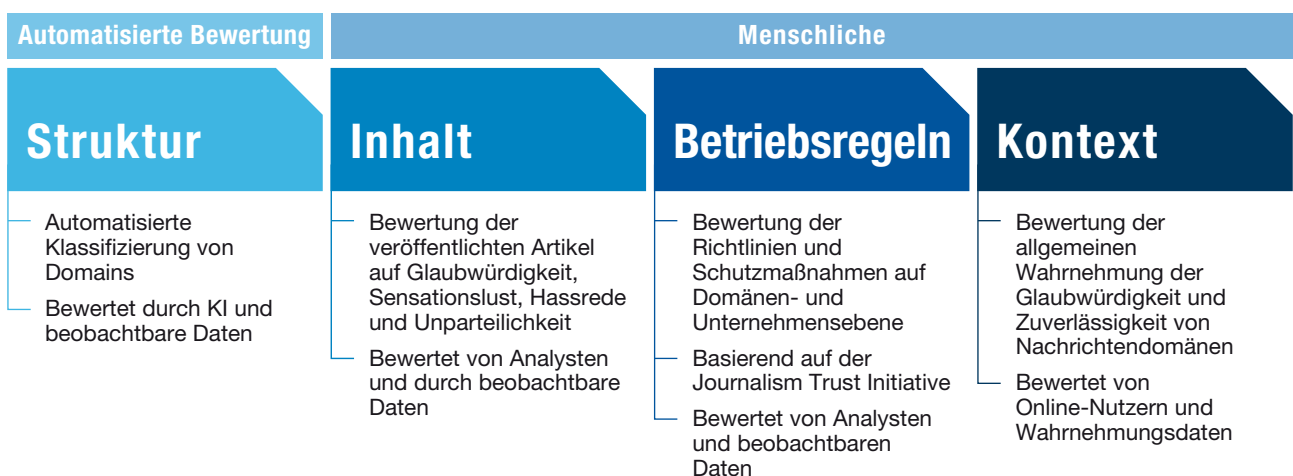 Automatisierte Bewertung
Menschliche
Struktur
Automatisierte
Klassifizierung von
Domains
Bewertet durch KI und
beobachtbare Daten
Inhalt
Bewertung der
veröffentlichten Artikel
auf Glaubwürdigkeit,
Sensationslust, Hassrede
und Unparteilichkeit
Bewertet von Analysten
und durch beobachtbare
Daten
Betriebsregeln
Bewertung der
Richtlinien und
Schutzmaßnahmen auf
Domänen- und
Unternehmensebene
Basierend auf der
Journalism Trust Initiative
Bewertet von Analysten
und beobachtbaren
Daten
Kontext
Bewertung der
allgemeinen
Wahrnehmung der
Glaubwürdigkeit und
Zuverlässigkeit von
Nachrichtendomänen
Bewertet von
Online-Nutzern und
Wahrnehmungsdaten